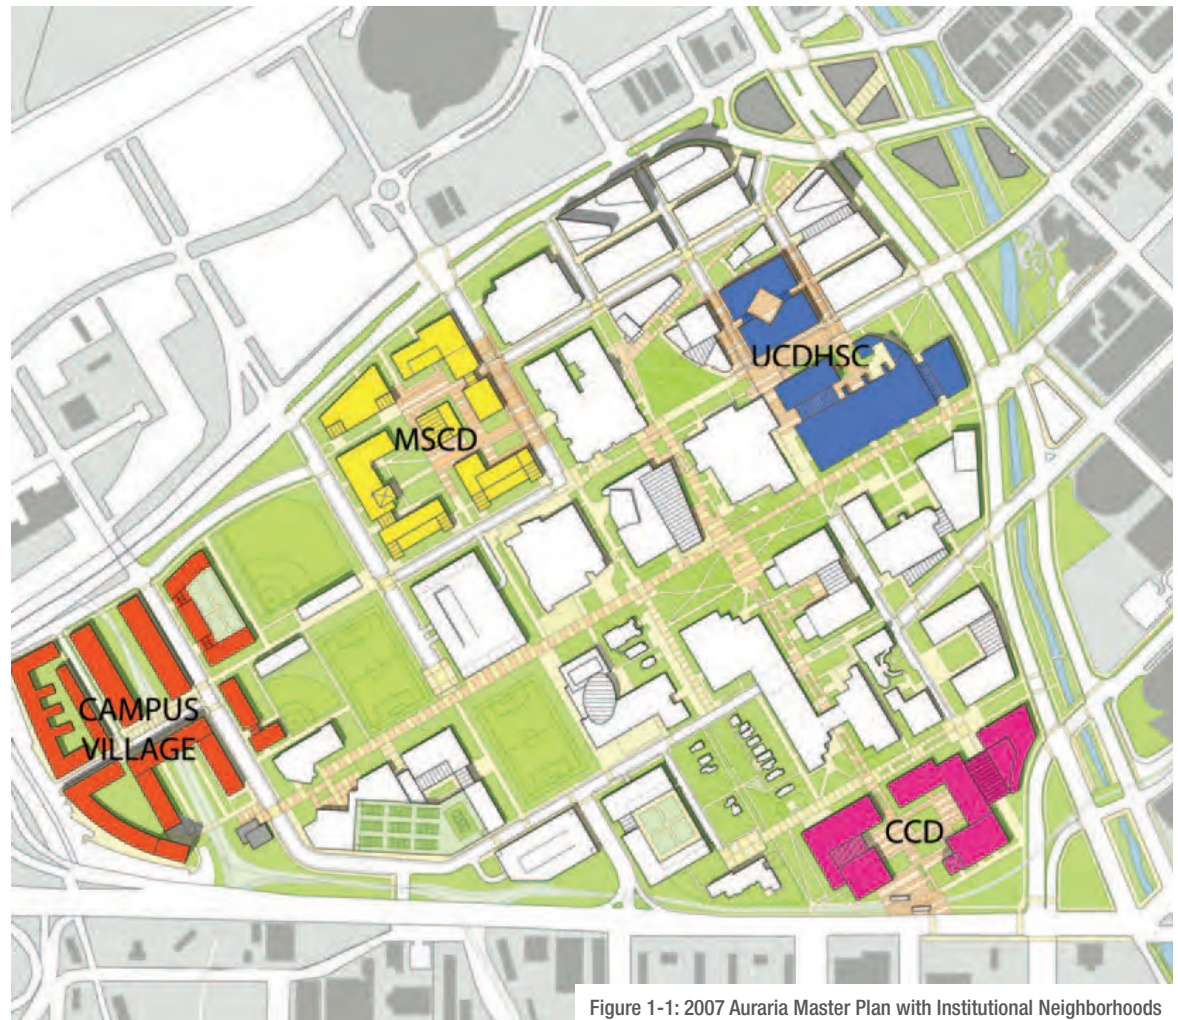 UCDHSC
MSCD
CAMPUS
VILLAGE
CCD
Figure 1-1: 2007 Auraria Master Plan with Institutional Neighborhoods